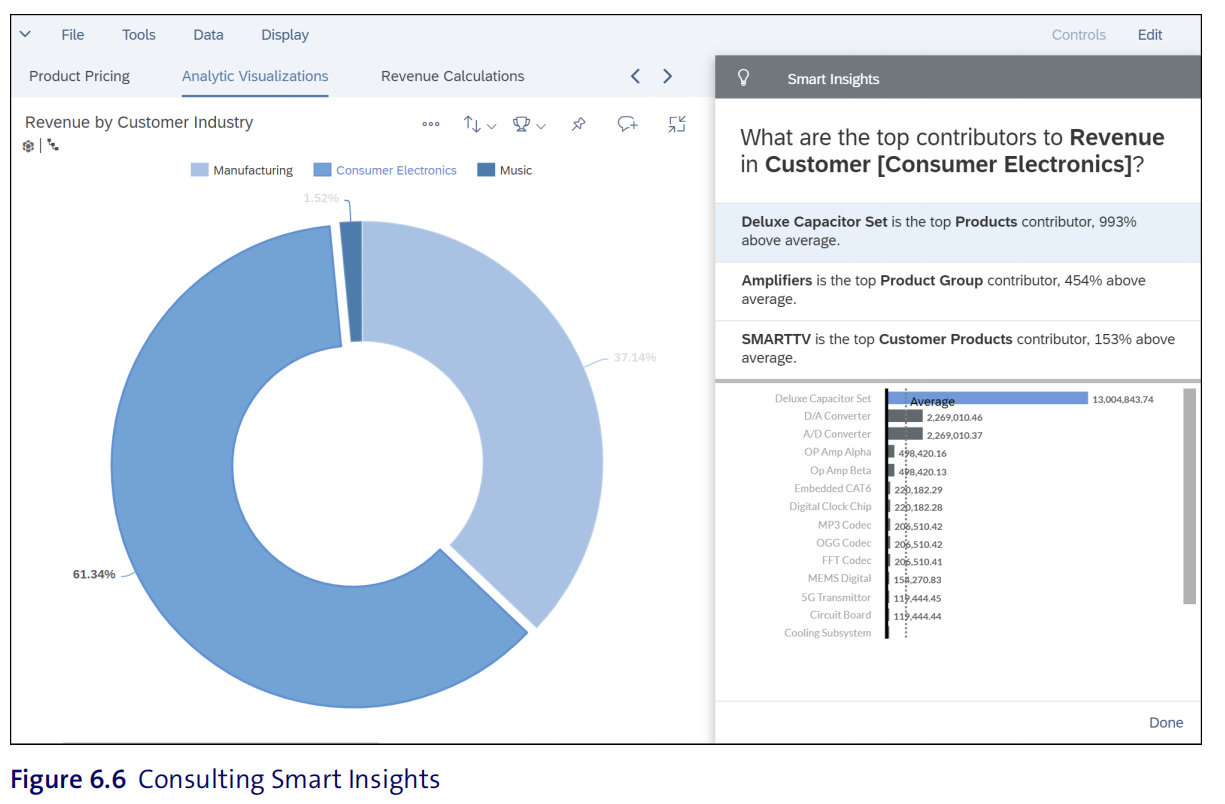 File Tools Data Display Controls Edit
Product Pricing Analytic Visualizations Revenue Calculations
Smart Insights
Revenue by Customer Industry
Manufacturing Consumer Electronics Music
1.52%
37.14%
61.34%
What are the top contributors to Revenue
in Customer [Consumer Electronics]?
Deluxe Capacitor Set is the top Products contributor, 993%
above average.
Amplifiers is the top Product Group contributor, 454% above
average.
SMARTTV is the top Customer Products contributor, 153% above
average.
Average
Deluxe Capacitor Set 13,004,843.74
D/A Converter 2,269,010.46
A/D Converter 2,269,010.37
OP Amp Alpha 498,420.16
Op Amp Beta 498,420.13
Embedded CAT6 220,182.29
Digital Clock Chip 220,182.28
MP3 Codec 206,510.42
OGG Codec 206,510.42
FFT Codec 206,510.41
MEMS Digital 154,270.83
5G Transmittor 119,444.45
Circuit Board 119,444.44
Cooling Subsystem
Done
Figure 6.6 Consulting Smart Insights